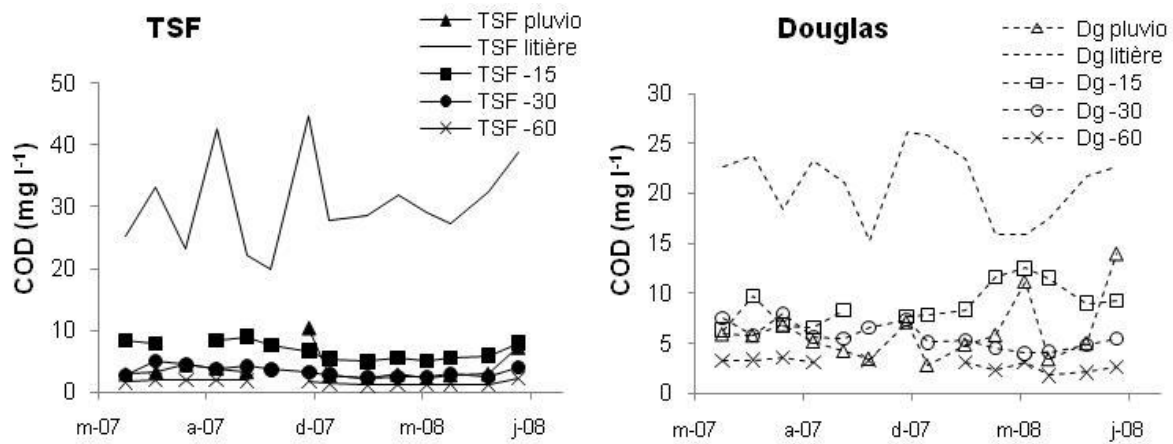 TSF
TSF pluvio
TSF litière
TSF -15
TSF -30
TSF -60
COD (mg l-1)
50
40
30
20
10
0
m-07 a-07 d-07 m-08 j-08
Douglas
Dg pluvio
Dg litière
Dg -15
Dg -30
Dg -60
COD (mg l-1)
30
25
20
15
10
5
0
m-07 a-07 d-07 m-08 j-08